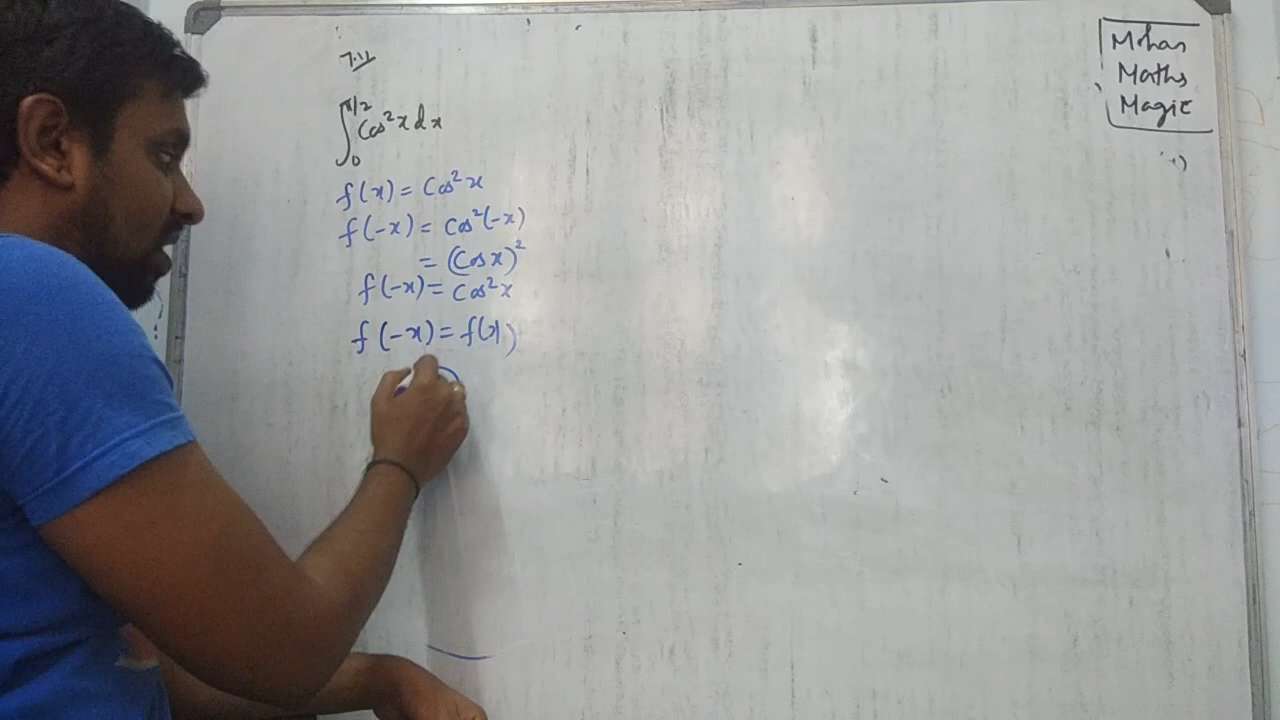 7.11
∫₀^π/2 Cos²x dx
f(x) = Cos²x
f(-x) = Cos²(-x)
= (Cos x)²
f(-x) = Cos²x
f(-x) = f(x)
Mohan
Maths
Magic